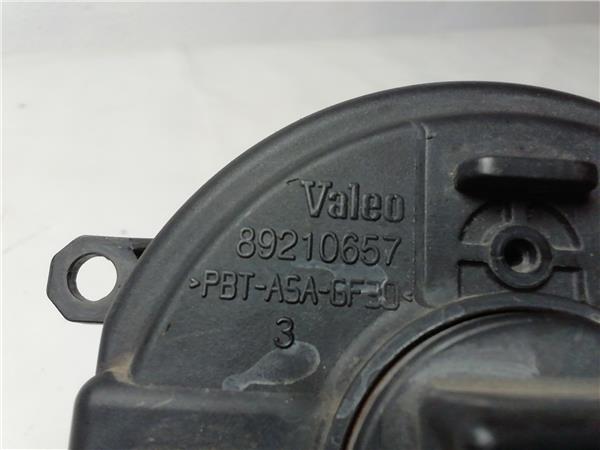 Valeo
89210657
>PBT-ASA-GF30<
3